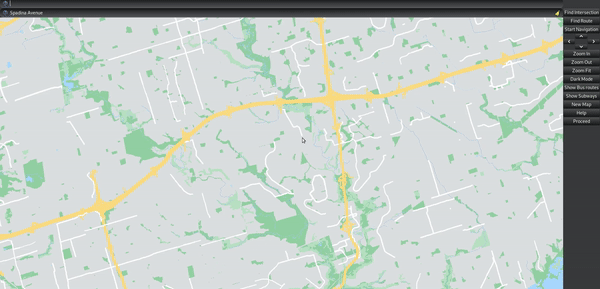 Spadina Avenue
Find Intersection
Find Route
Start Navigation
Zoom In
Zoom Out
Zoom Fit
Dark Mode
Show Bus routes
Show Subways
New Map
Help
Proceed